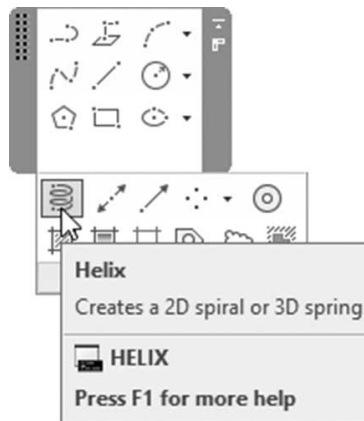 Helix
Creates a 2D spiral or 3D spring
HELIX
Press F1 for more help